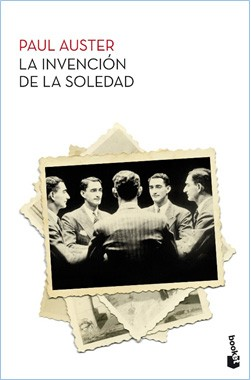 PAUL AUSTER
LA INVENCIÓN
DE LA SOLEDAD
booket